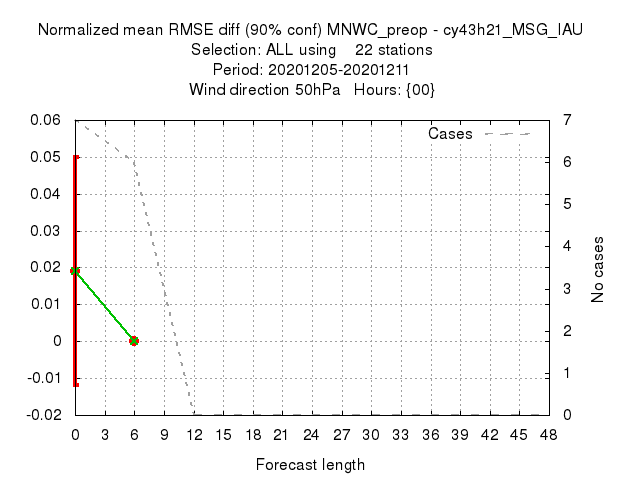 Normalized mean RMSE diff (90% conf) MNWC_preop - cy43h21_MSG_IAU
Selection: ALL using    22 stations
Period: 20201205-20201211
Wind direction 50hPa   Hours: {00}
Cases
0.06
0.05
0.04
0.03
0.02
0.01
0
-0.01
-0.02
7
6
5
4
3
2
1
0
No cases
0 3 6 9 12 15 18 21 24 27 30 33 36 39 42 45 48
Forecast length